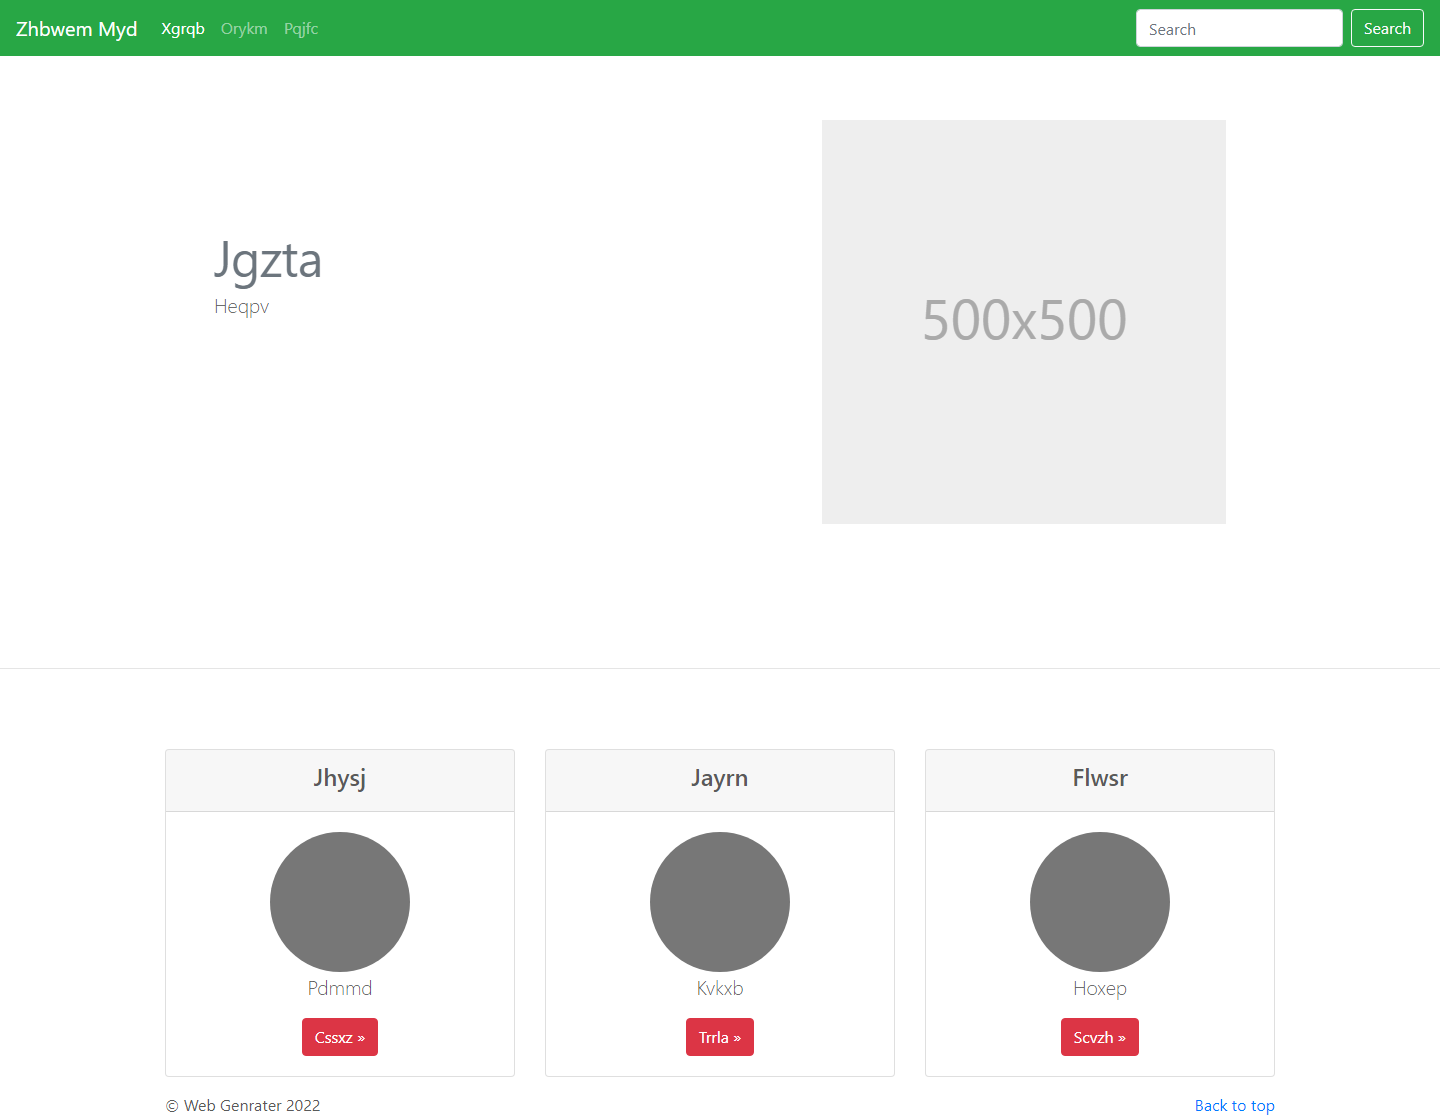 Zhbwem Myd Xgrqb Orykm Pqjfc Search Search
Jgzta
Heqpv
500x500
Jhysj Jayrn Flwsr
Pdmmd Kvkxb Hoxep
Cssxz » Trrla » Scvzh »
© Web Genrater 2022 Back to top